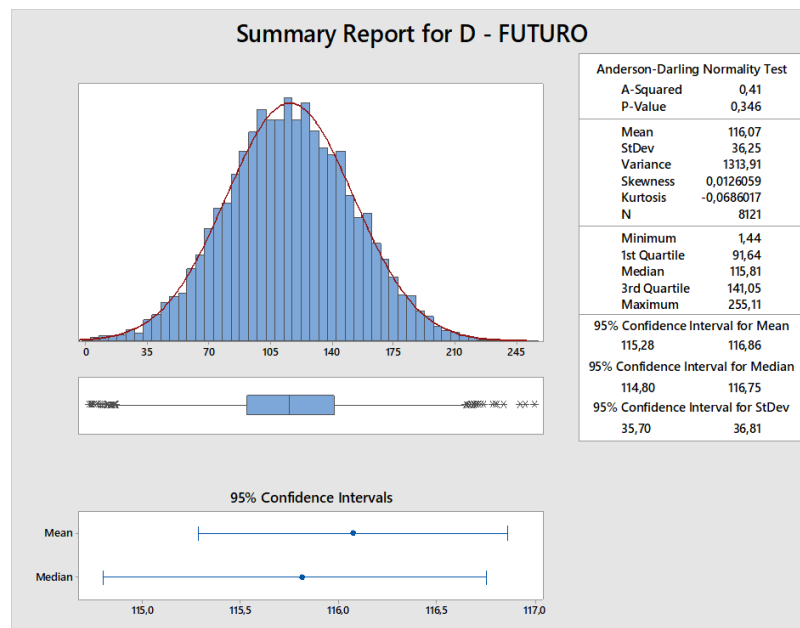 Summary Report for D - FUTURO
Anderson-Darling Normality Test
A-Squared 0,41
P-Value 0,346
Mean 116,07
StDev 36,25
Variance 1313,91
Skewness 0,0126059
Kurtosis -0,0686017
N 8121
Minimum 1,44
1st Quartile 91,64
Median 115,81
3rd Quartile 141,05
Maximum 255,11
95% Confidence Interval for Mean
115,28 116,86
95% Confidence Interval for Median
114,80 116,75
95% Confidence Interval for StDev
35,70 36,81
0 35 70 105 140 175 210 245
95% Confidence Intervals
Mean
Median
115,0 115,5 116,0 116,5 117,0